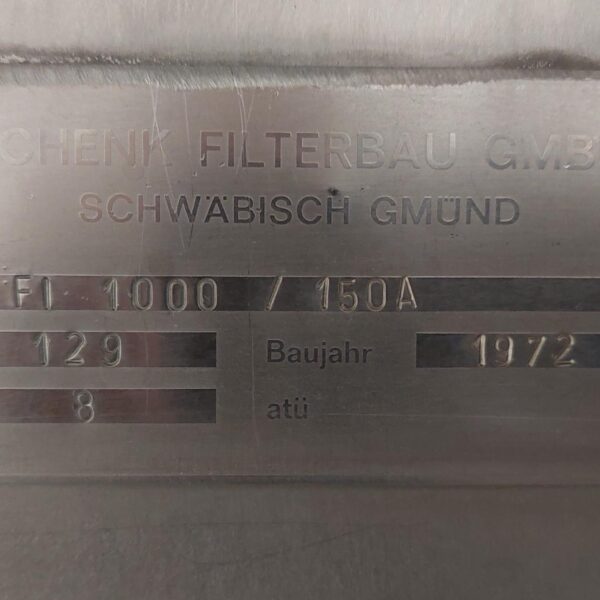 CHENK FILTERBAU GMB
SCHWÄBISCH GMÜND
FI 1000 / 150A
129 Baujahr 1972
8 atü